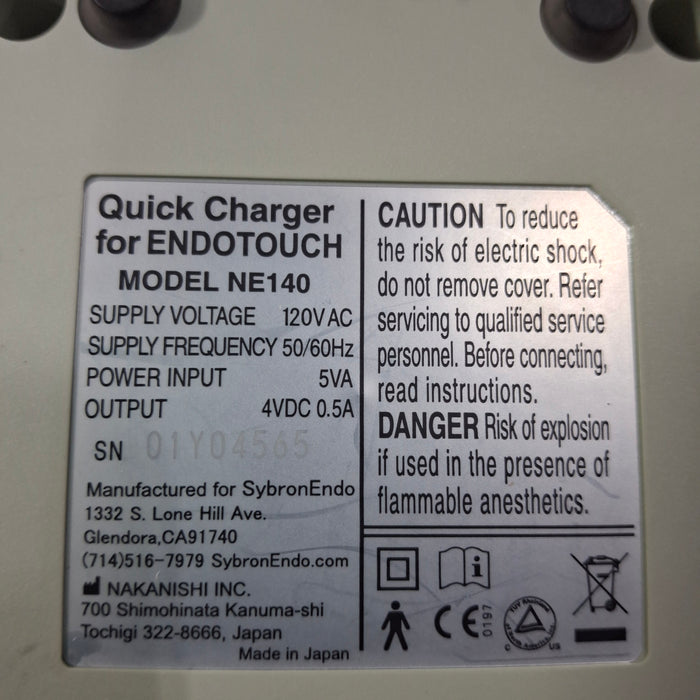 Quick Charger
for ENDOTOUCH
MODEL NE140
SUPPLY VOLTAGE 120V AC
SUPPLY FREQUENCY 50/60Hz
POWER INPUT 5VA
OUTPUT 4VDC 0.5A
SN 01Y04565
Manufactured for SybronEndo
1332 S. Lone Hill Ave.
Glendora,CA91740
(714)516-7979 SybronEndo.com
NAKANISHI INC.
700 Shimohinata Kanuma-shi
Tochigi 322-8666, Japan
Made in Japan
CAUTION To reduce
the risk of electric shock,
do not remove cover. Refer
servicing to qualified service
personnel. Before connecting,
read instructions.
DANGER Risk of explosion
if used in the presence of
flammable anesthetics.
i
CE 0197
C US